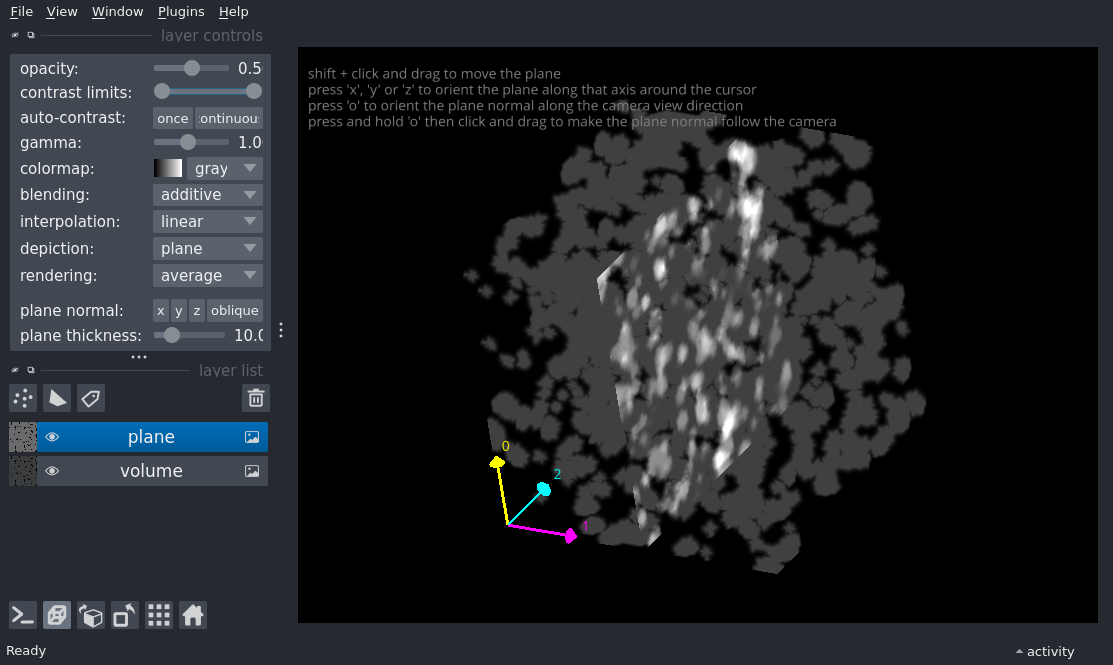 File View Window Plugins Help
layer controls
opacity: 0.5
contrast limits:
auto-contrast: once ontinuou
gamma: 1.0
colormap: gray
blending: additive
interpolation: linear
depiction: plane
rendering: average
plane normal: x y z oblique
plane thickness: 10.0
layer list
plane
volume
Ready
shift + click and drag to move the plane
press 'x', 'y' or 'z' to orient the plane along that axis around the cursor
press 'o' to orient the plane normal along the camera view direction
press and hold 'o' then click and drag to make the plane normal follow the camera
0
2
1
activity